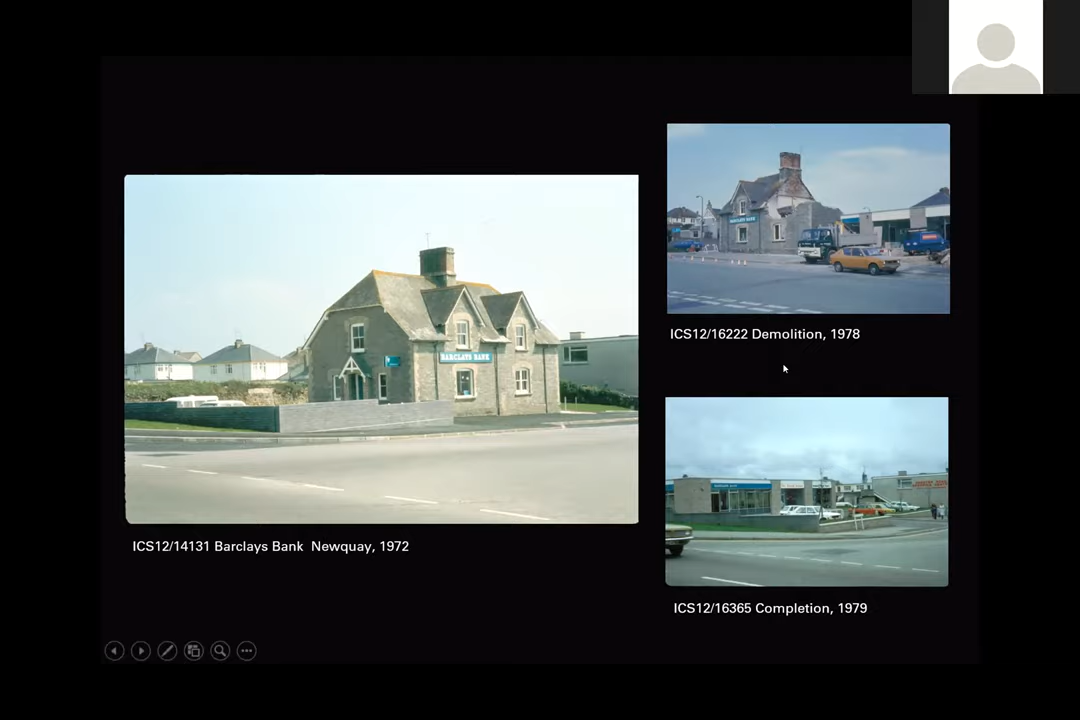 BARCLAYS BANK
ICS12/14131 Barclays Bank Newquay, 1972
BARCLAYS BANK
ICS12/16222 Demolition, 1978
ICS12/16365 Completion, 1979